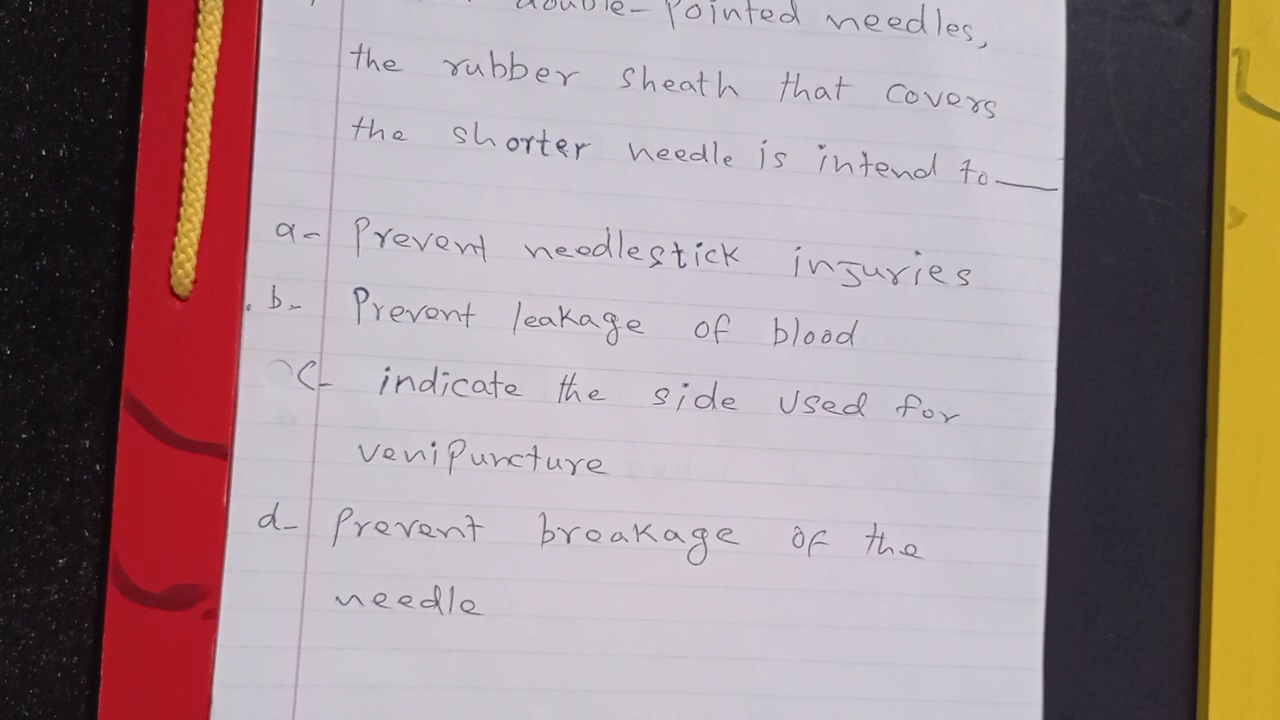 double-pointed needles,
the rubber sheath that covers
the shorter needle is intend to __
a- Prevent needlestick injuries
b- Prevent leakage of blood
c- indicate the side used for
venipuncture
d- Prevent breakage of the
needle